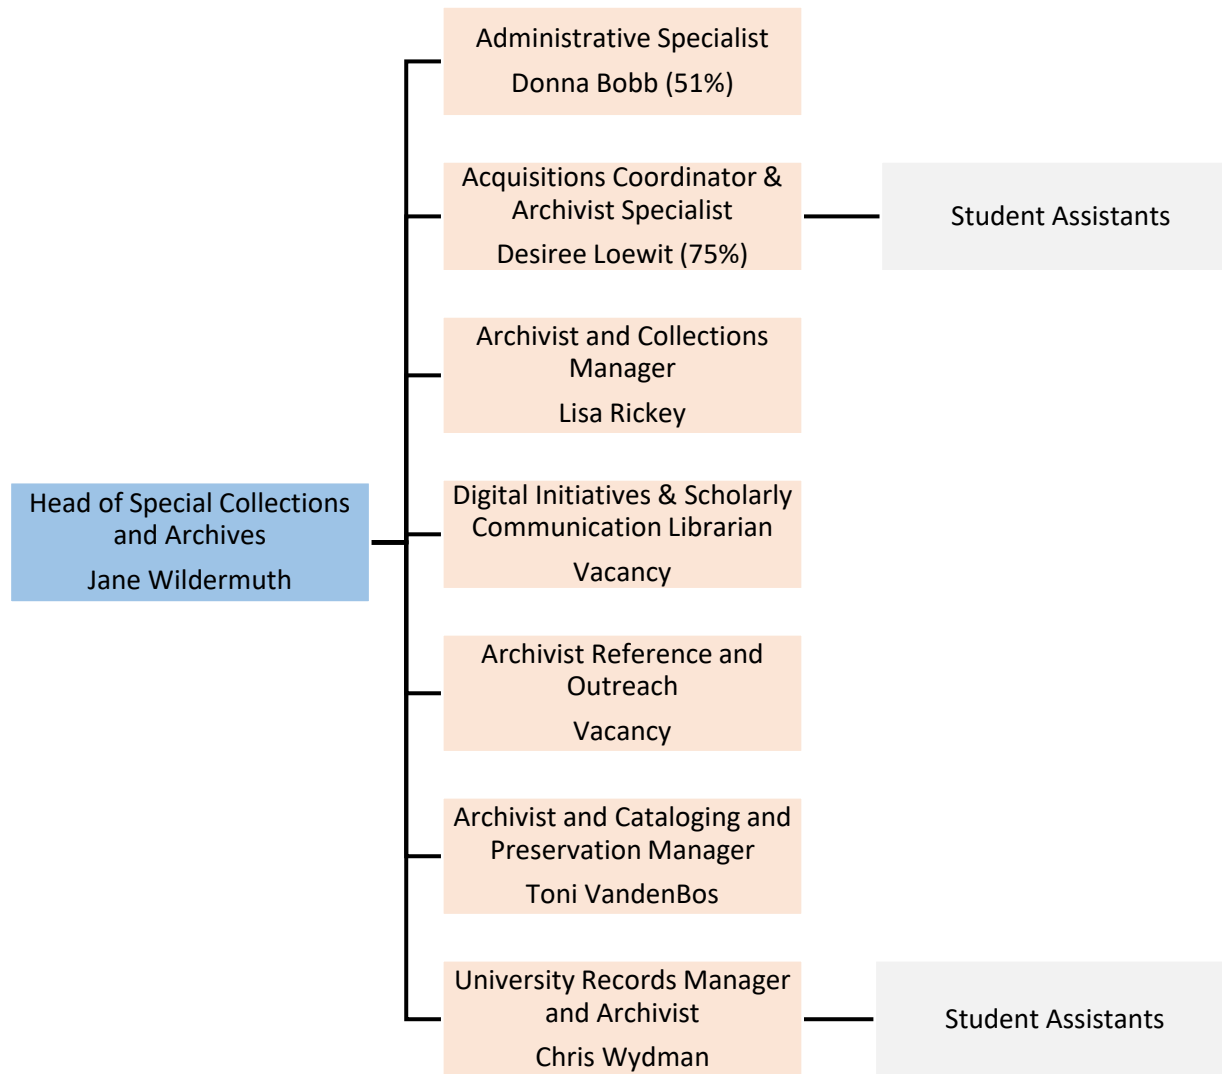 Administrative Specialist
Donna Bobb (51%)
Acquisitions Coordinator &
Archivist Specialist
Desiree Loewit (75%)
Student Assistants
Archivist and Collections
Manager
Lisa Rickey
Head of Special Collections
and Archives
Jane Wildermuth
Digital Initiatives & Scholarly
Communication Librarian
Vacancy
Archivist Reference and
Outreach
Vacancy
Archivist and Cataloging and
Preservation Manager
Toni VandenBos
University Records Manager
and Archivist
Chris Wydman
Student Assistants